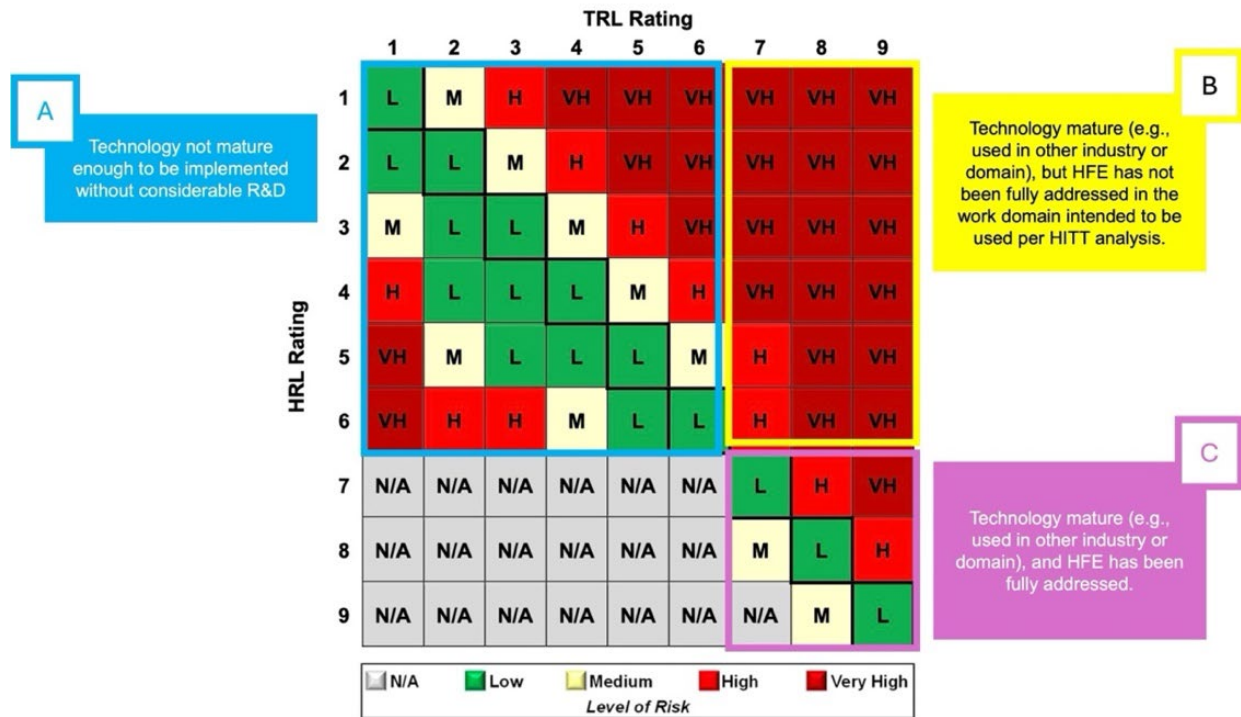 TRL Rating
1 2 3 4 5 6 7 8 9
A
Technology not mature
enough to be implemented
without considerable R&D
HRL Rating
1 L M H VH VH VH VH VH VH
2 L L M H VH VH VH VH VH
3 M L L M H VH VH VH VH
4 H L L L M H VH VH VH
5 VH M L L L M H VH VH
6 VH H H M L L H VH VH
7 N/A N/A N/A N/A N/A N/A L H VH
8 N/A N/A N/A N/A N/A N/A M L H
9 N/A N/A N/A N/A N/A N/A N/A M L
B
Technology mature (e.g.,
used in other industry or
domain), but HFE has not
been fully addressed in the
work domain intended to be
used per HITT analysis.
C
Technology mature (e.g.,
used in other industry or
domain), and HFE has been
fully addressed.
N/A Low Medium High Very High
Level of Risk